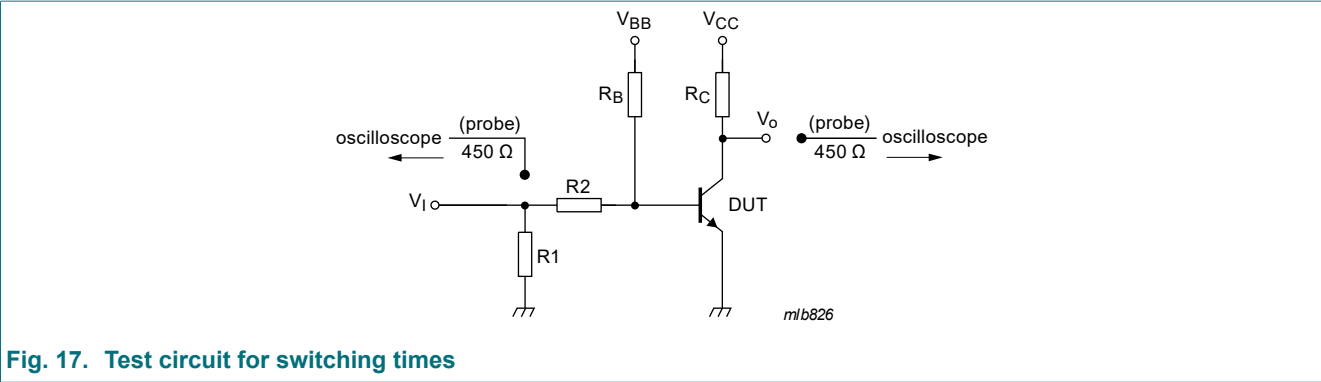 VBB VCC
RB RC
(probe) Vo (probe)
oscilloscope oscilloscope
450 Ω 450 Ω
R2
VI DUT
R1
mlb826
Fig. 17. Test circuit for switching times